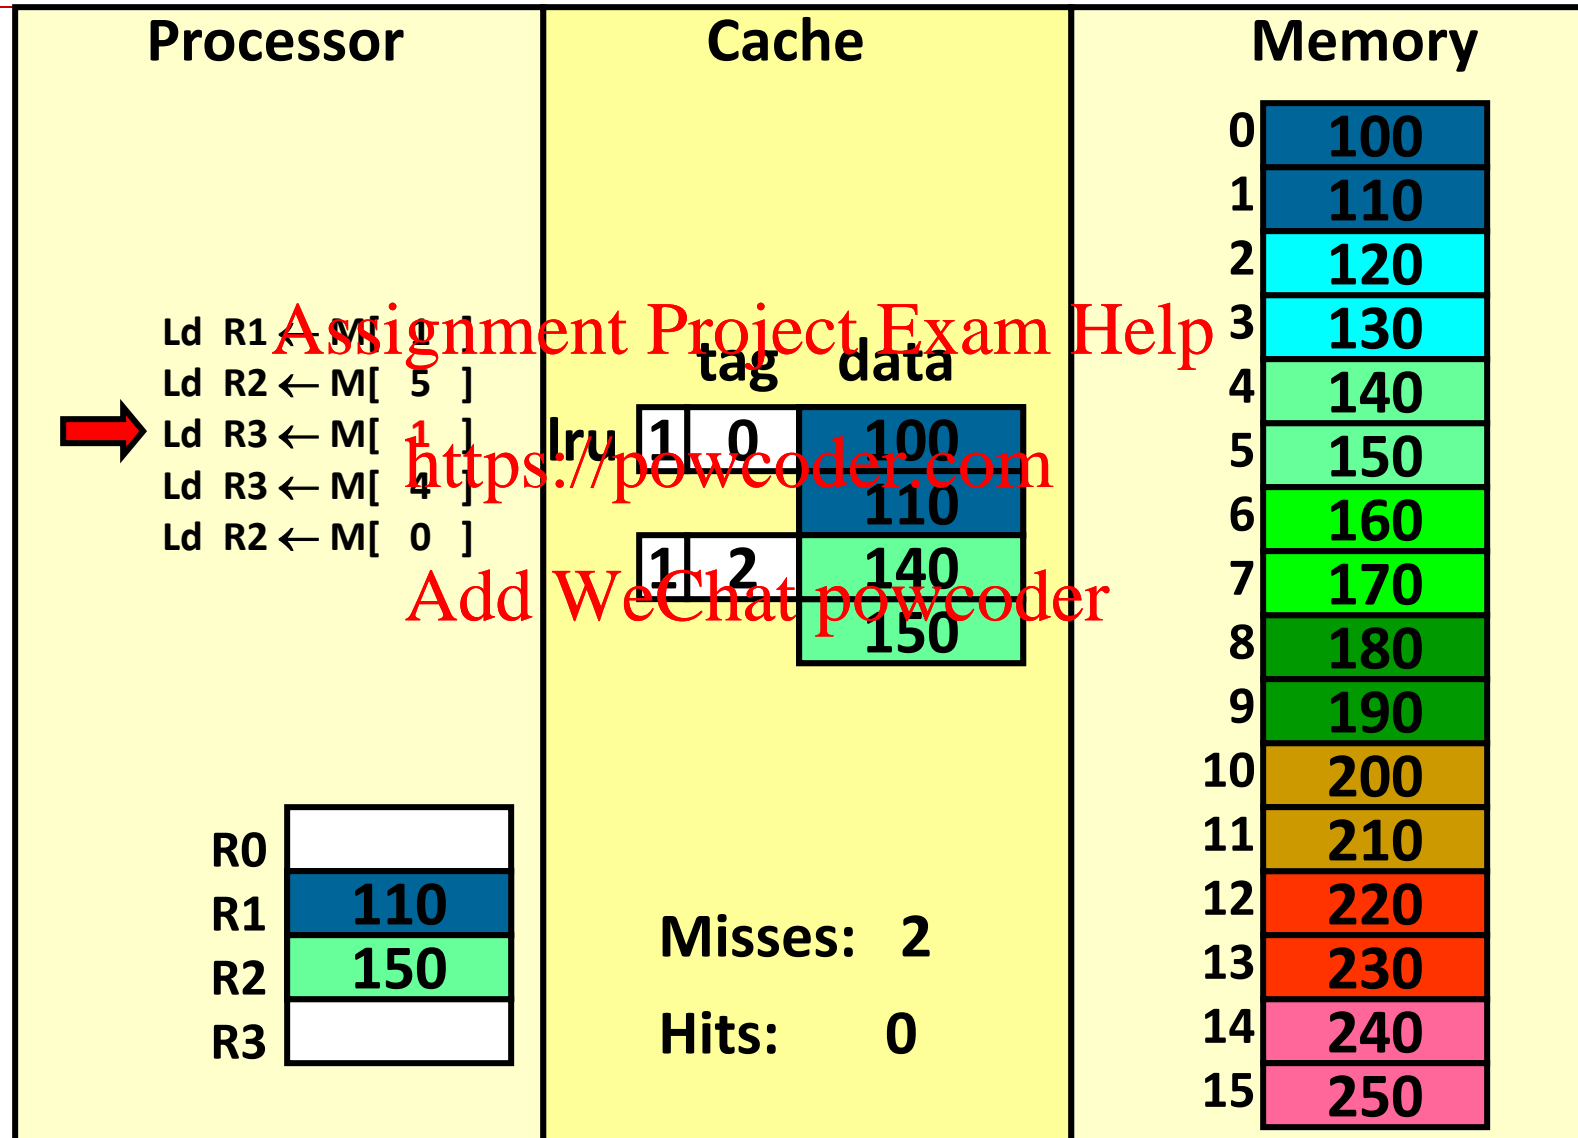 Processor
Ld R1 ← M[ 1 ]
Ld R2 ← M[ 5 ]
Ld R3 ← M[ 1 ]
Ld R3 ← M[ 4 ]
Ld R2 ← M[ 0 ]
R0
R1 110
R2 150
R3
Cache
tag data
lru 1 0 100
110
1 2 140
150
Misses: 2
Hits: 0
Memory
0 100
1 110
2 120
3 130
4 140
5 150
6 160
7 170
8 180
9 190
10 200
11 210
12 220
13 230
14 240
15 250
Assignment Project Exam Help
https://powcoder.com
Add WeChat powcoder